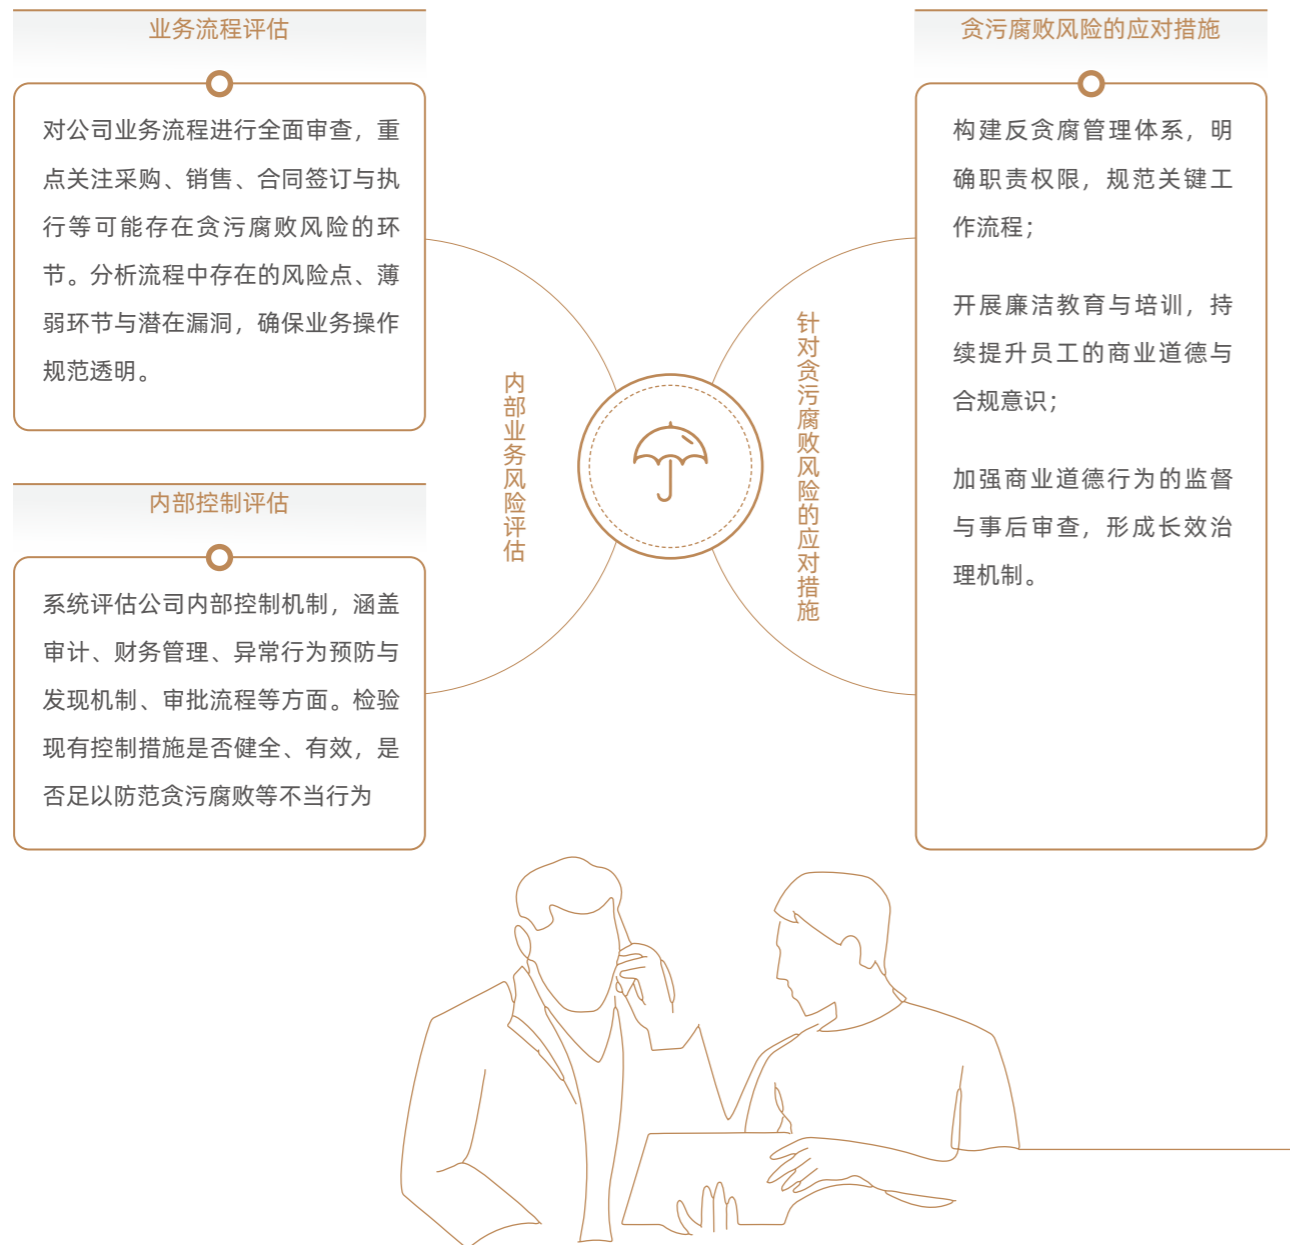 业务流程评估
对公司业务流程进行全面审查，重
点关注采购、销售、合同签订与执
行等可能存在贪污腐败风险的环
节。分析流程中存在的风险点、薄
弱环节与潜在漏洞，确保业务操作
规范透明。
内部控制评估
系统评估公司内部控制机制，涵盖
审计、财务管理、异常行为预防与
发现机制、审批流程等方面。检验
现有控制措施是否健全、有效，是
否足以防范贪污腐败等不当行为
内部业务风险评估
针对贪污腐败风险的应对措施
贪污腐败风险的应对措施
构建反贪腐管理体系，明
确职责权限，规范关键工
作流程；
开展廉洁教育与培训，持
续提升员工的商业道德与
合规意识；
加强商业道德行为的监督
与事后审查，形成长效治
理机制。